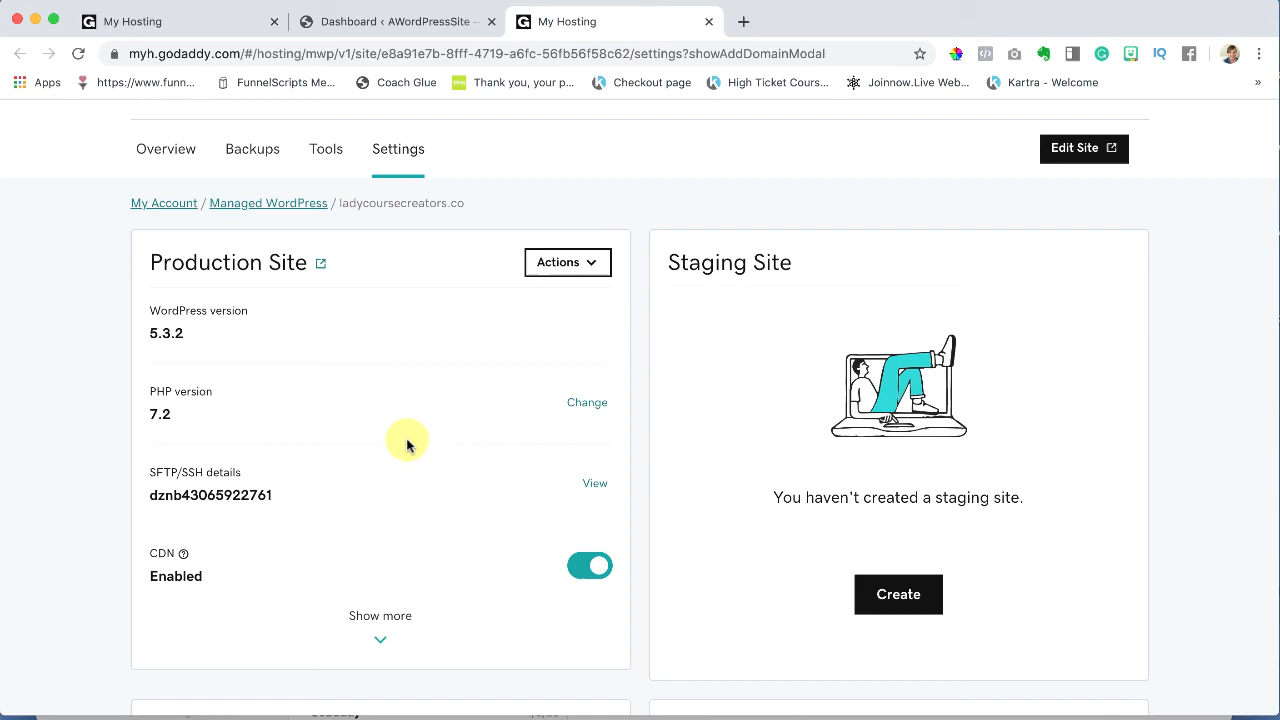 My Hosting
Dashboard ‹ AWordPressSite –
My Hosting
myh.godaddy.com/#/hosting/mwp/v1/site/e8a91e7b-81ff-4719-a6fc-56fb56f58c62/settings?showAddDomainModal
Apps https://www.funn... FunnelScripts Me... Coach Glue Thank you, your p... Checkout page High Ticket Cours... Joinnow.Live Web... Kartra - Welcome »
Overview Backups Tools Settings Edit Site
My Account / Managed WordPress / ladycoursecreators.co
Production Site
Actions
WordPress version
5.3.2
PHP version
7.2
Change
SFTP/SSH details
dznb43065922761
View
CDN
Enabled
Show more
Staging Site
You haven't created a staging site.
Create